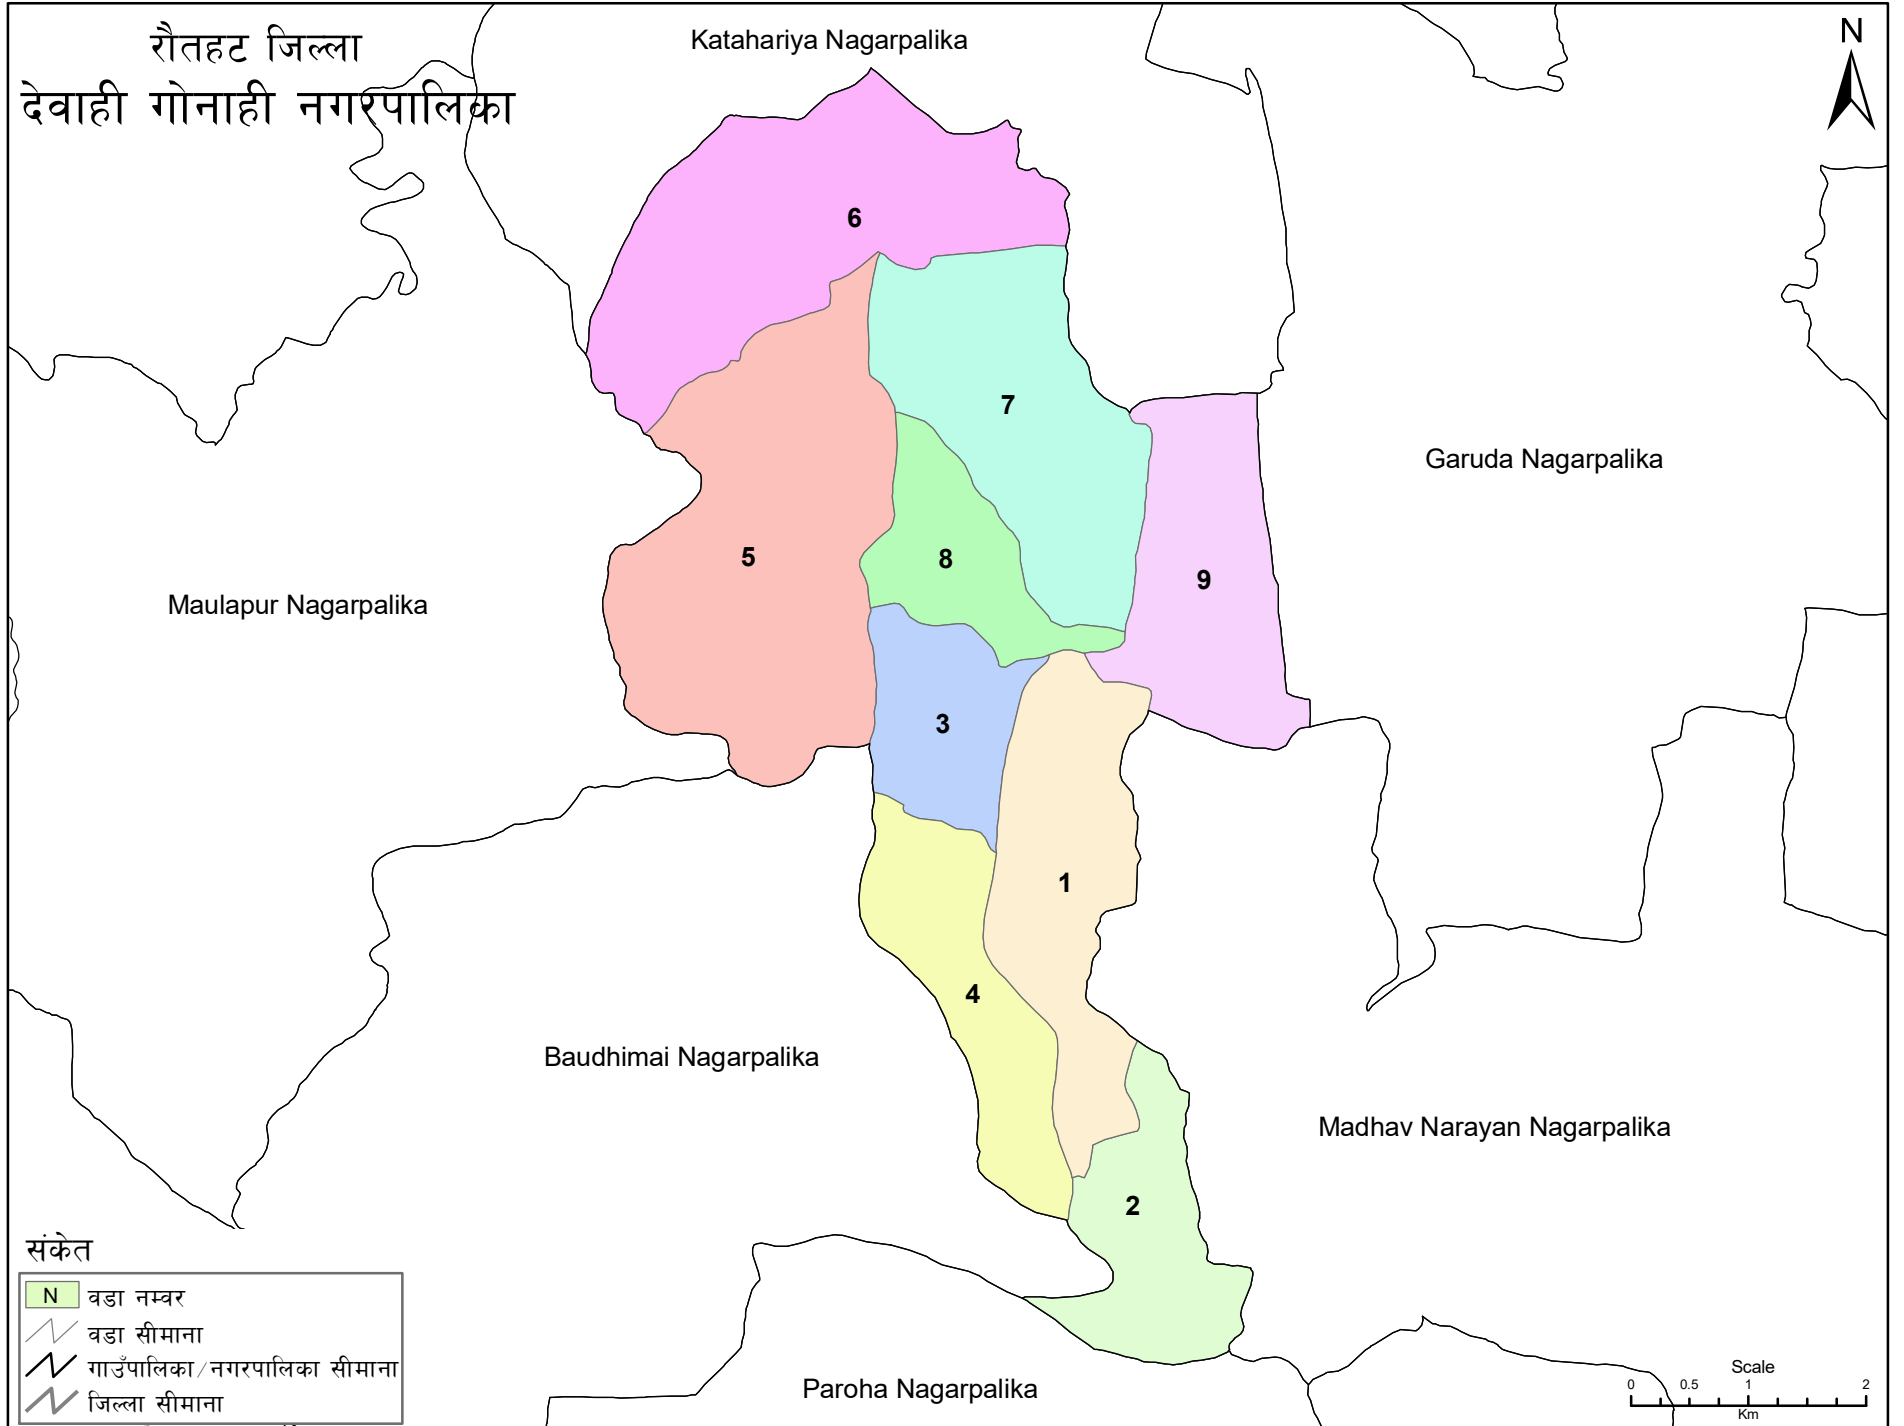 रौतहट जिल्ला
देवाही गोनाही नगरपालिका
Katahariya Nagarpalika
N
6
7
Garuda Nagarpalika
5
8
9
Maulapur Nagarpalika
3
1
4
Baudhimai Nagarpalika
Madhav Narayan Nagarpalika
2
संकेत
N वडा नम्वर
वडा सीमाना
गाउँपालिका/नगरपालिका सीमाना
जिल्ला सीमाना
Paroha Nagarpalika
Scale
0 0.5 1 2
Km